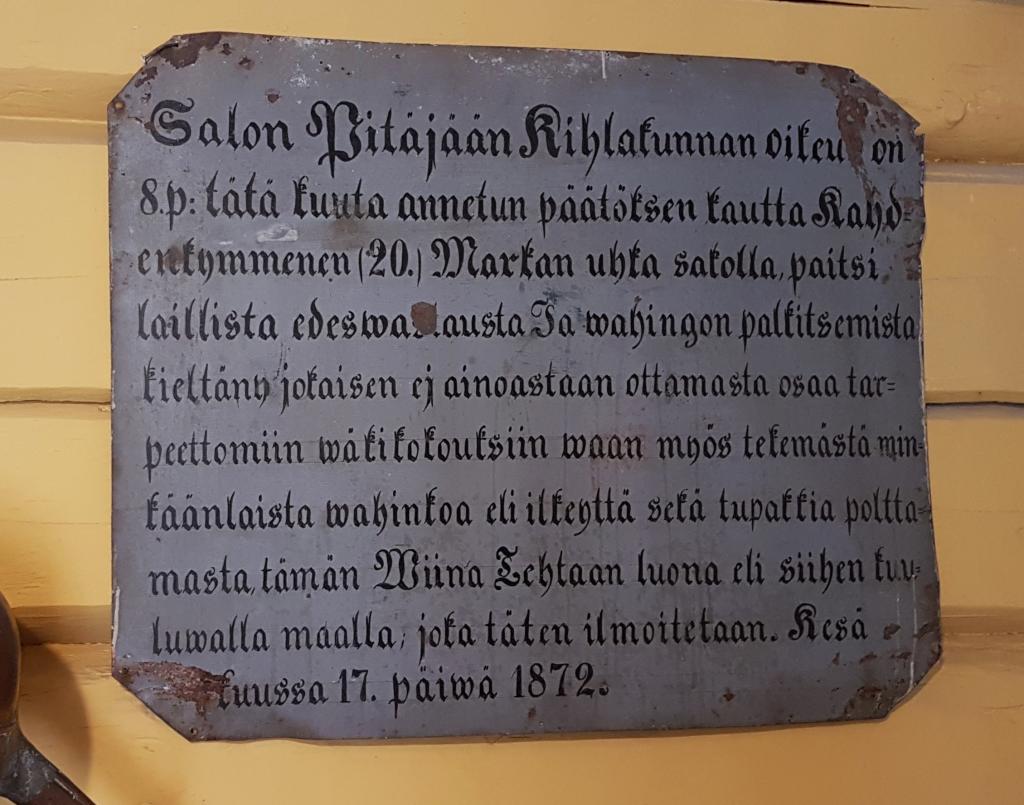 Salon Pitäjään Kihlakunnan oikeu on
8.p: tätä kuuta annetun päätöksen kautta Kahd=
enkymmenen (20.) Markan uhka sakolla, paitsi
laillista edeswastausta Ja wahingon palkitsemista
kieltäny jokaisen ej ainoastaan ottamasta osaa tar=
peettomiin wäkikokouksiin waan myös tekemästä min=
käänlaista wahinkoa eli ilkeyttä sekä tupakkia poltta=
masta, tämän Wiina Tehtaan luona eli siihen kuu=
luwalla maalla, joka täten ilmoitetaan. Kesä
kuussa 17. päiwä 1872.